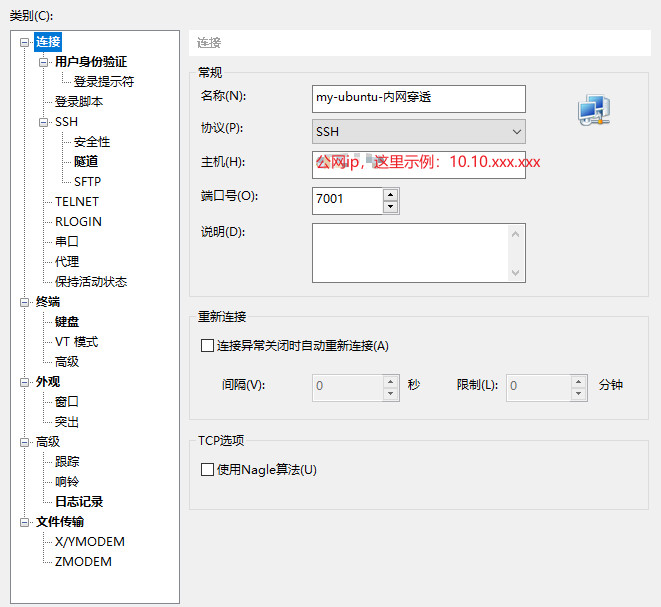 类别(C):
连接
用户身份验证
登录提示符
登录脚本
SSH
安全性
隧道
SFTP
TELNET
RLOGIN
串口
代理
保持活动状态
终端
键盘
VT 模式
高级
外观
窗口
突出
高级
跟踪
响铃
日志记录
文件传输
X/YMODEM
ZMODEM
连接
常规
名称(N):
my-ubuntu-内网穿透
协议(P):
SSH
主机(H):
公网ip，这里示例：10.10.xxx.xxx
端口号(O):
7001
说明(D):
重新连接
连接异常关闭时自动重新连接(A)
间隔(V):
0
秒
限制(L):
0
分钟
TCP选项
使用Nagle算法(U)